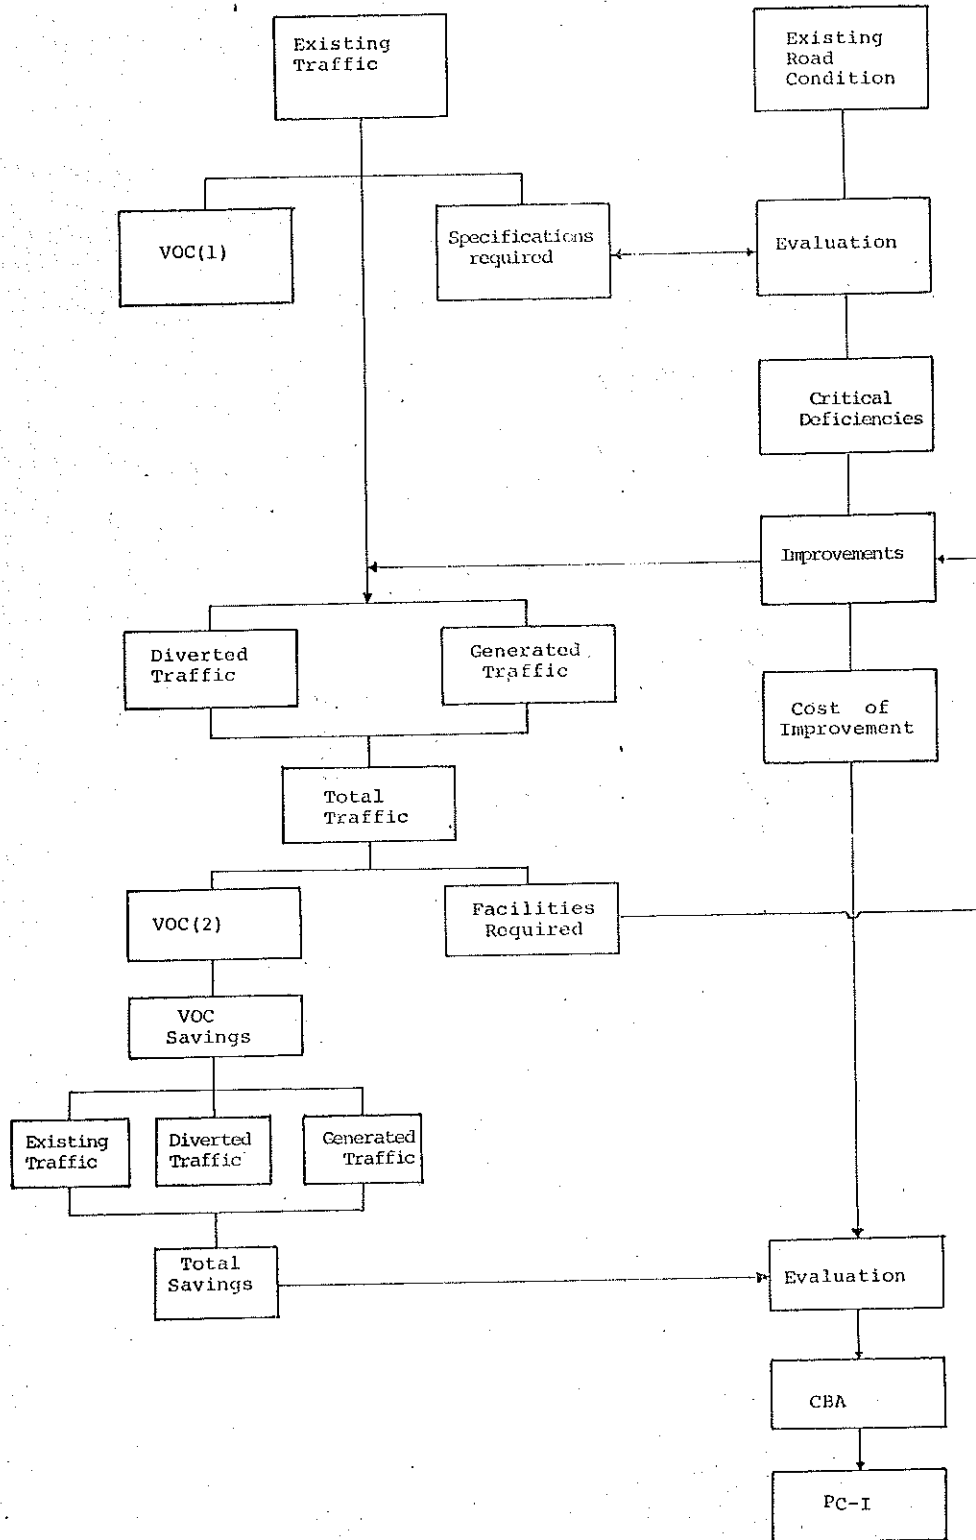 Existing
Traffic
Existing
Road
Condition
VOC(1)
Specifications
required
Evaluation
Critical
Deficiencies
Improvements
Diverted
Traffic
Generated
Traffic
Cost of
Improvement
Total
Traffic
VOC(2)
Facilities
Required
VOC
Savings
Existing
Traffic
Diverted
Traffic
Generated
Traffic
Total
Savings
Evaluation
CBA
PC-I